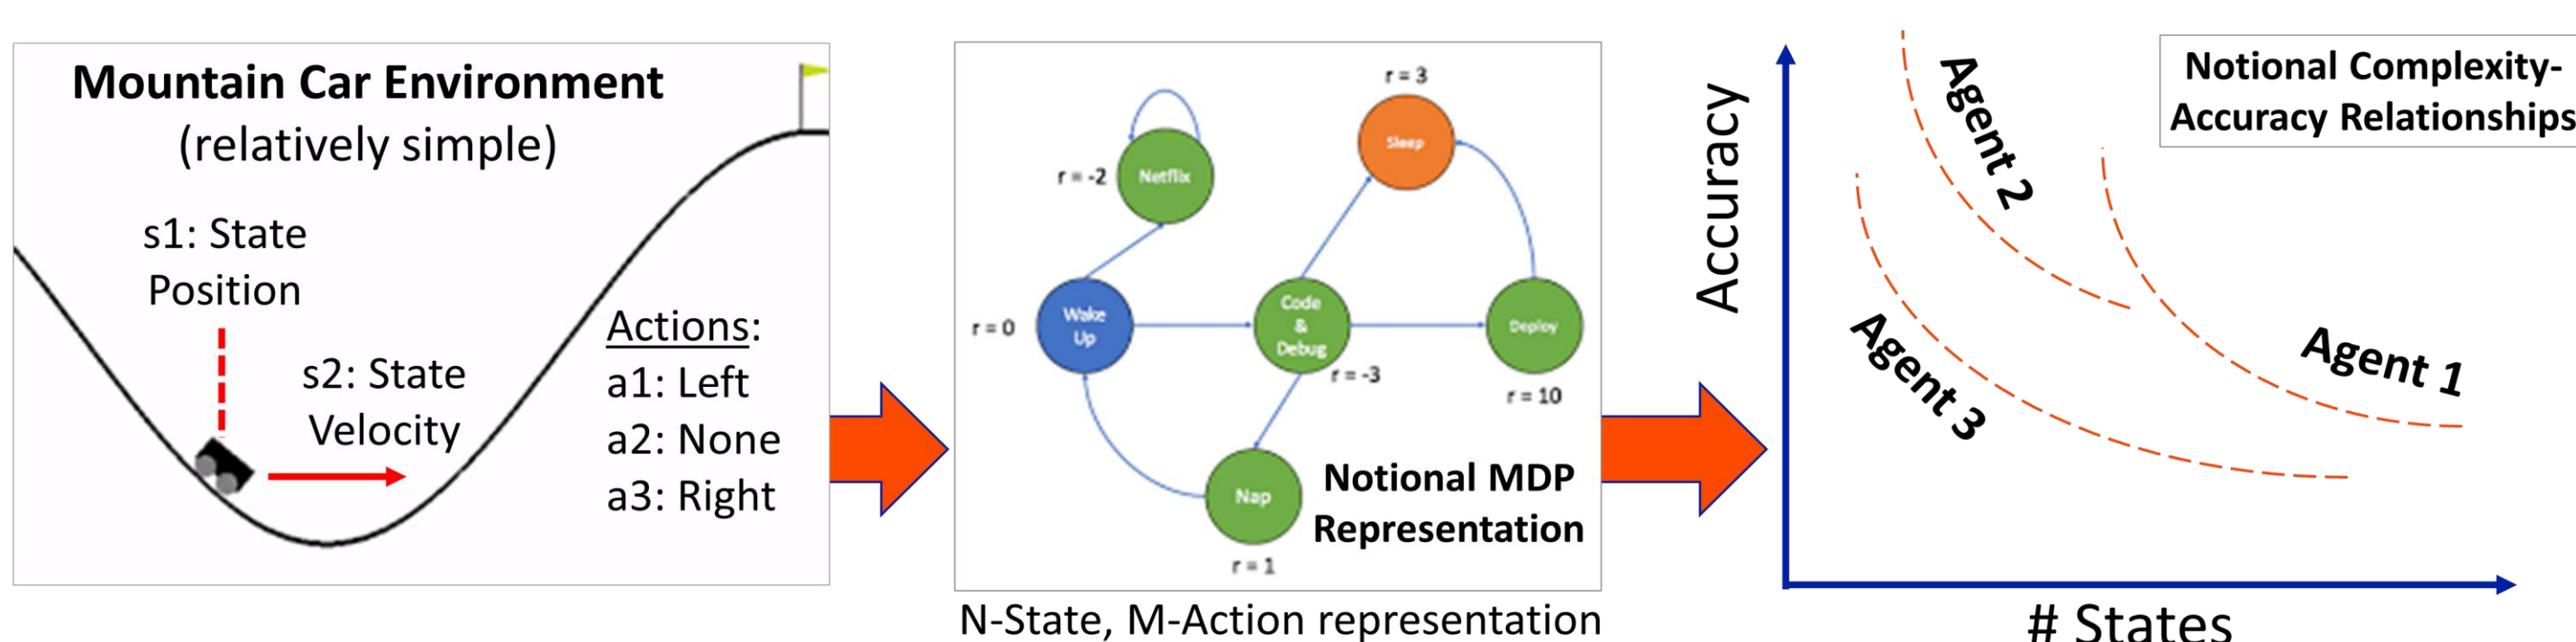 Mountain Car Environment
(relatively simple)
s1: State
Position
s2: State
Velocity
Actions:
a1: Left
a2: None
a3: Right
r = 3
Sleep
r = -2
Netflix
r = 0
Wake
Up
Code
&
Debug
r = -3
Deploy
r = 10
Nap
r = 1
Notional MDP
Representation
N-State, M-Action representation
Notional Complexity-
Accuracy Relationships
Accuracy
Agent 2
Agent 1
Agent 3
# States